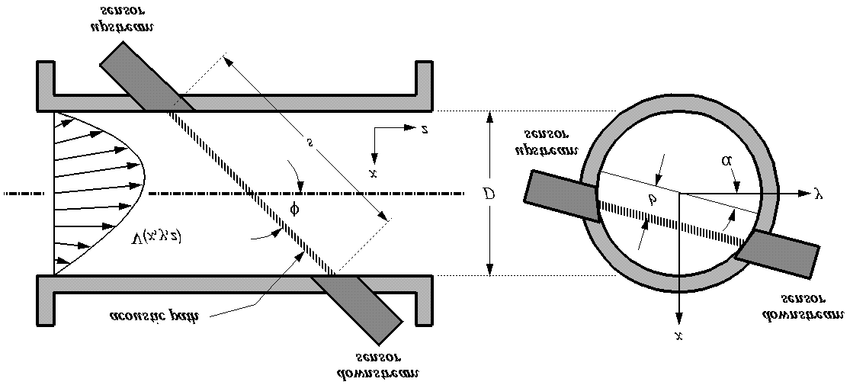 upstream
sensor
s
z
x
ϕ
V(x,y,z)
acoustic path
downstream
sensor
D
upstream
sensor
α
d
y
x
downstream
sensor